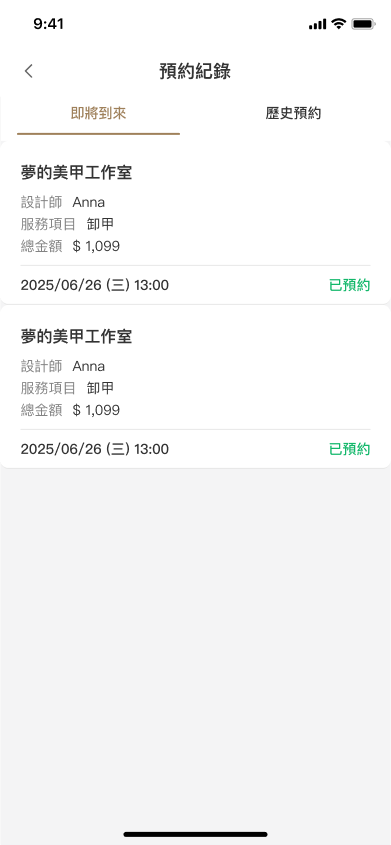 9:41
預約紀錄
即將到來 歷史預約
夢的美甲工作室
設計師 Anna
服務項目 卸甲
總金額 $ 1,099
2025/06/26 (三) 13:00 已預約
夢的美甲工作室
設計師 Anna
服務項目 卸甲
總金額 $ 1,099
2025/06/26 (三) 13:00 已預約